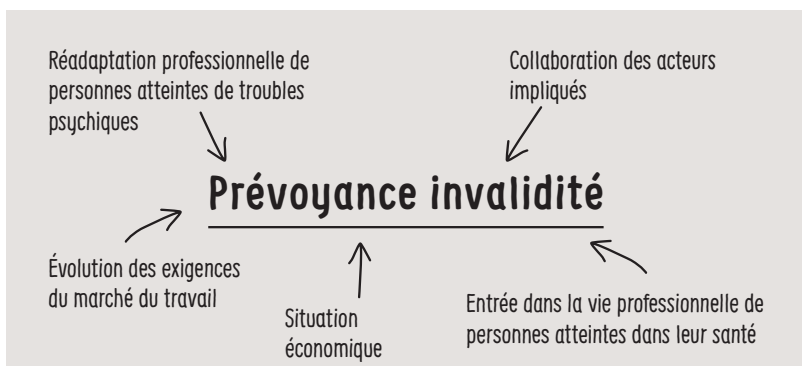 Réadaptation professionnelle de
personnes atteintes de troubles
psychiques
Collaboration des acteurs
impliqués
Prévoyance invalidité
Évolution des exigences
du marché du travail
Situation
économique
Entrée dans la vie professionnelle de
personnes atteintes dans leur santé